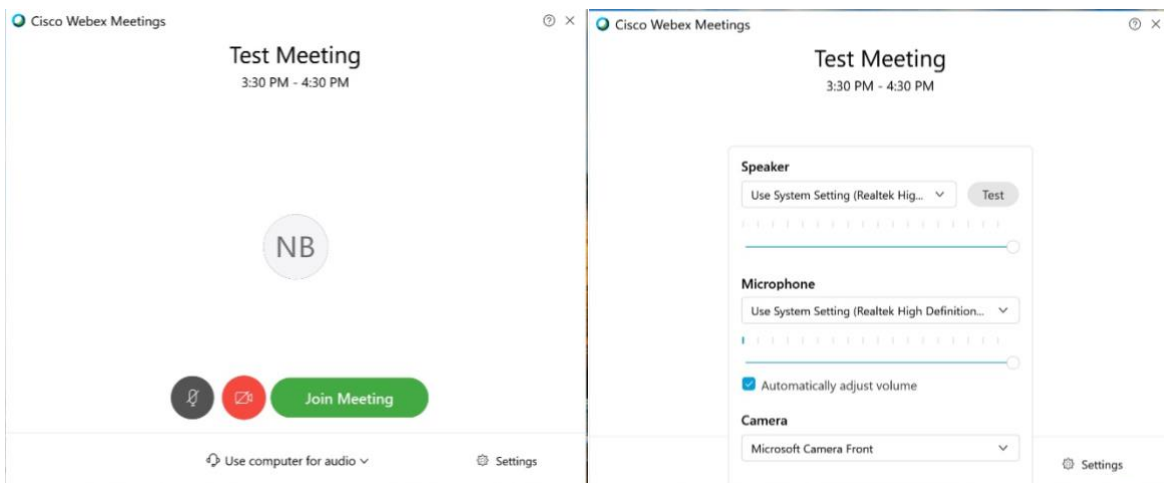 Cisco Webex Meetings
Test Meeting
3:30 PM - 4:30 PM
NB
Join Meeting
Use computer for audio
Settings
Cisco Webex Meetings
Test Meeting
3:30 PM - 4:30 PM
Speaker
Use System Setting (Realtek Hig...
Test
Microphone
Use System Setting (Realtek High Definition...
Automatically adjust volume
Camera
Microsoft Camera Front
Settings